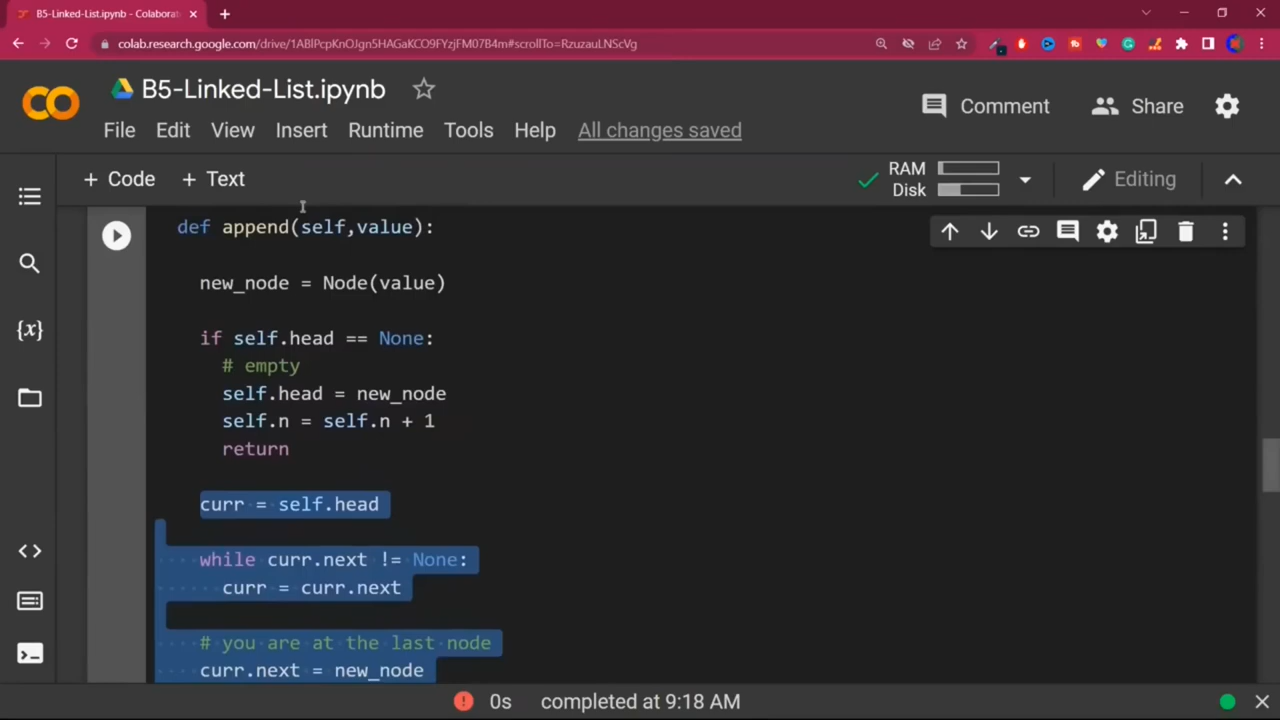 B5-Linked-List.ipynb - Colaborat
colab.research.google.com/drive/1ABlPcpKnOJgn5HAGaKCO9FYzjFM07B4m#scrollTo=RzuzauLNScVg
B5-Linked-List.ipynb
Comment
Share
File Edit View Insert Runtime Tools Help All changes saved
+ Code + Text
RAM
Disk
Editing
def append(self,value):
new_node = Node(value)
if self.head == None:
# empty
self.head = new_node
self.n = self.n + 1
return
curr = self.head
while curr.next != None:
curr = curr.next
# you are at the last node
curr.next = new_node
{x}
0s completed at 9:18 AM